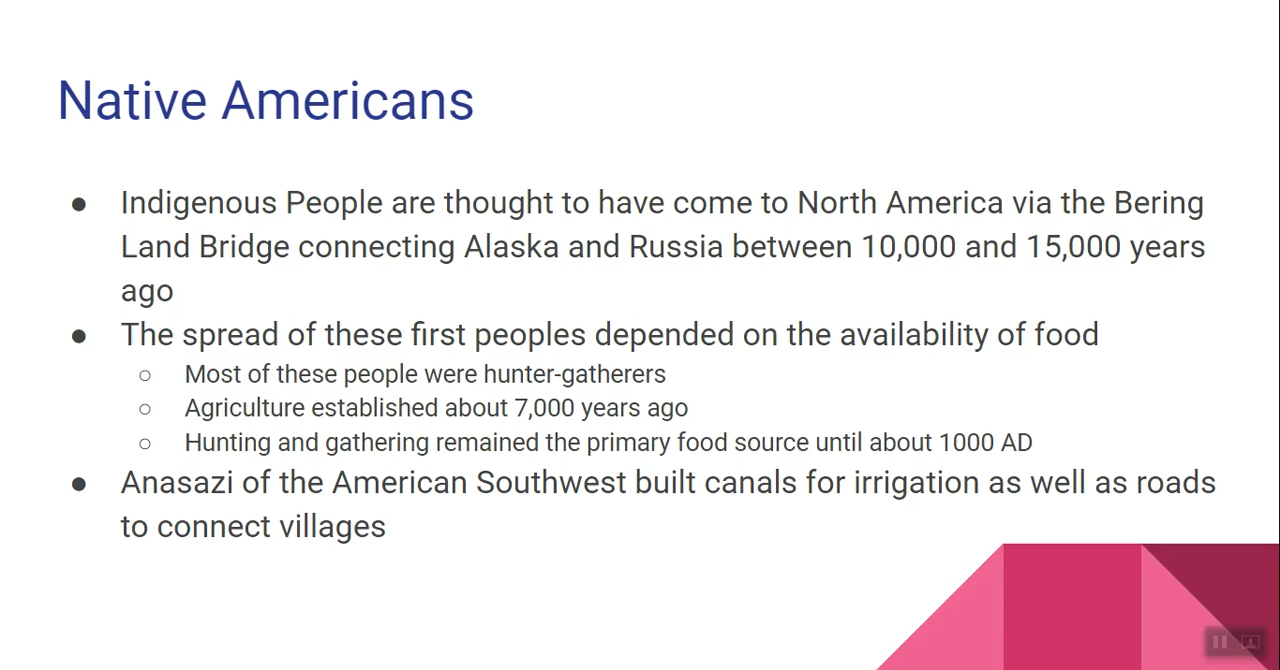 Native Americans
● Indigenous People are thought to have come to North America via the Bering
Land Bridge connecting Alaska and Russia between 10,000 and 15,000 years
ago
● The spread of these first peoples depended on the availability of food
○ Most of these people were hunter-gatherers
○ Agriculture established about 7,000 years ago
○ Hunting and gathering remained the primary food source until about 1000 AD
● Anasazi of the American Southwest built canals for irrigation as well as roads
to connect villages